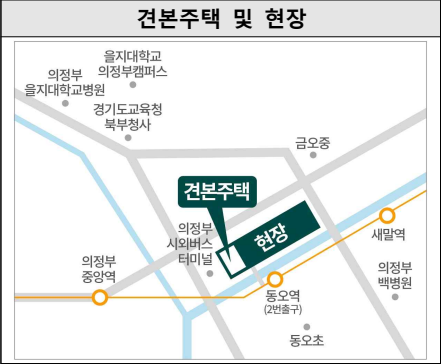 견본주택 및 현장
을지대학교
의정부캠퍼스
의정부
을지대학교병원
경기도교육청
북부청사
금오중
견본주택
의정부
시외버스
터미널
현장
새말역
의정부
중앙역
의정부
백병원
동오역
(2번출구)
동오초